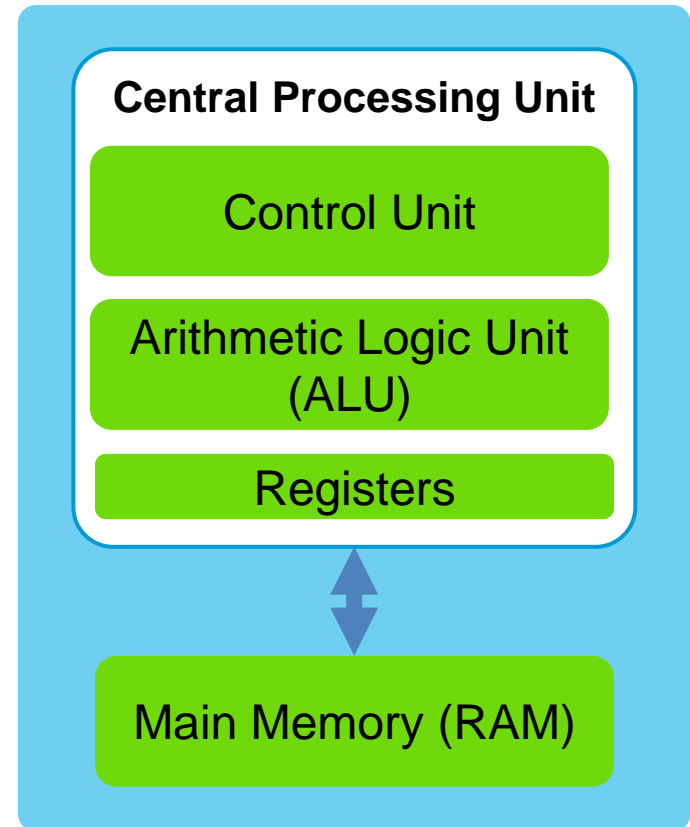 Central Processing Unit
Control Unit
Arithmetic Logic Unit
(ALU)
Registers
Main Memory (RAM)